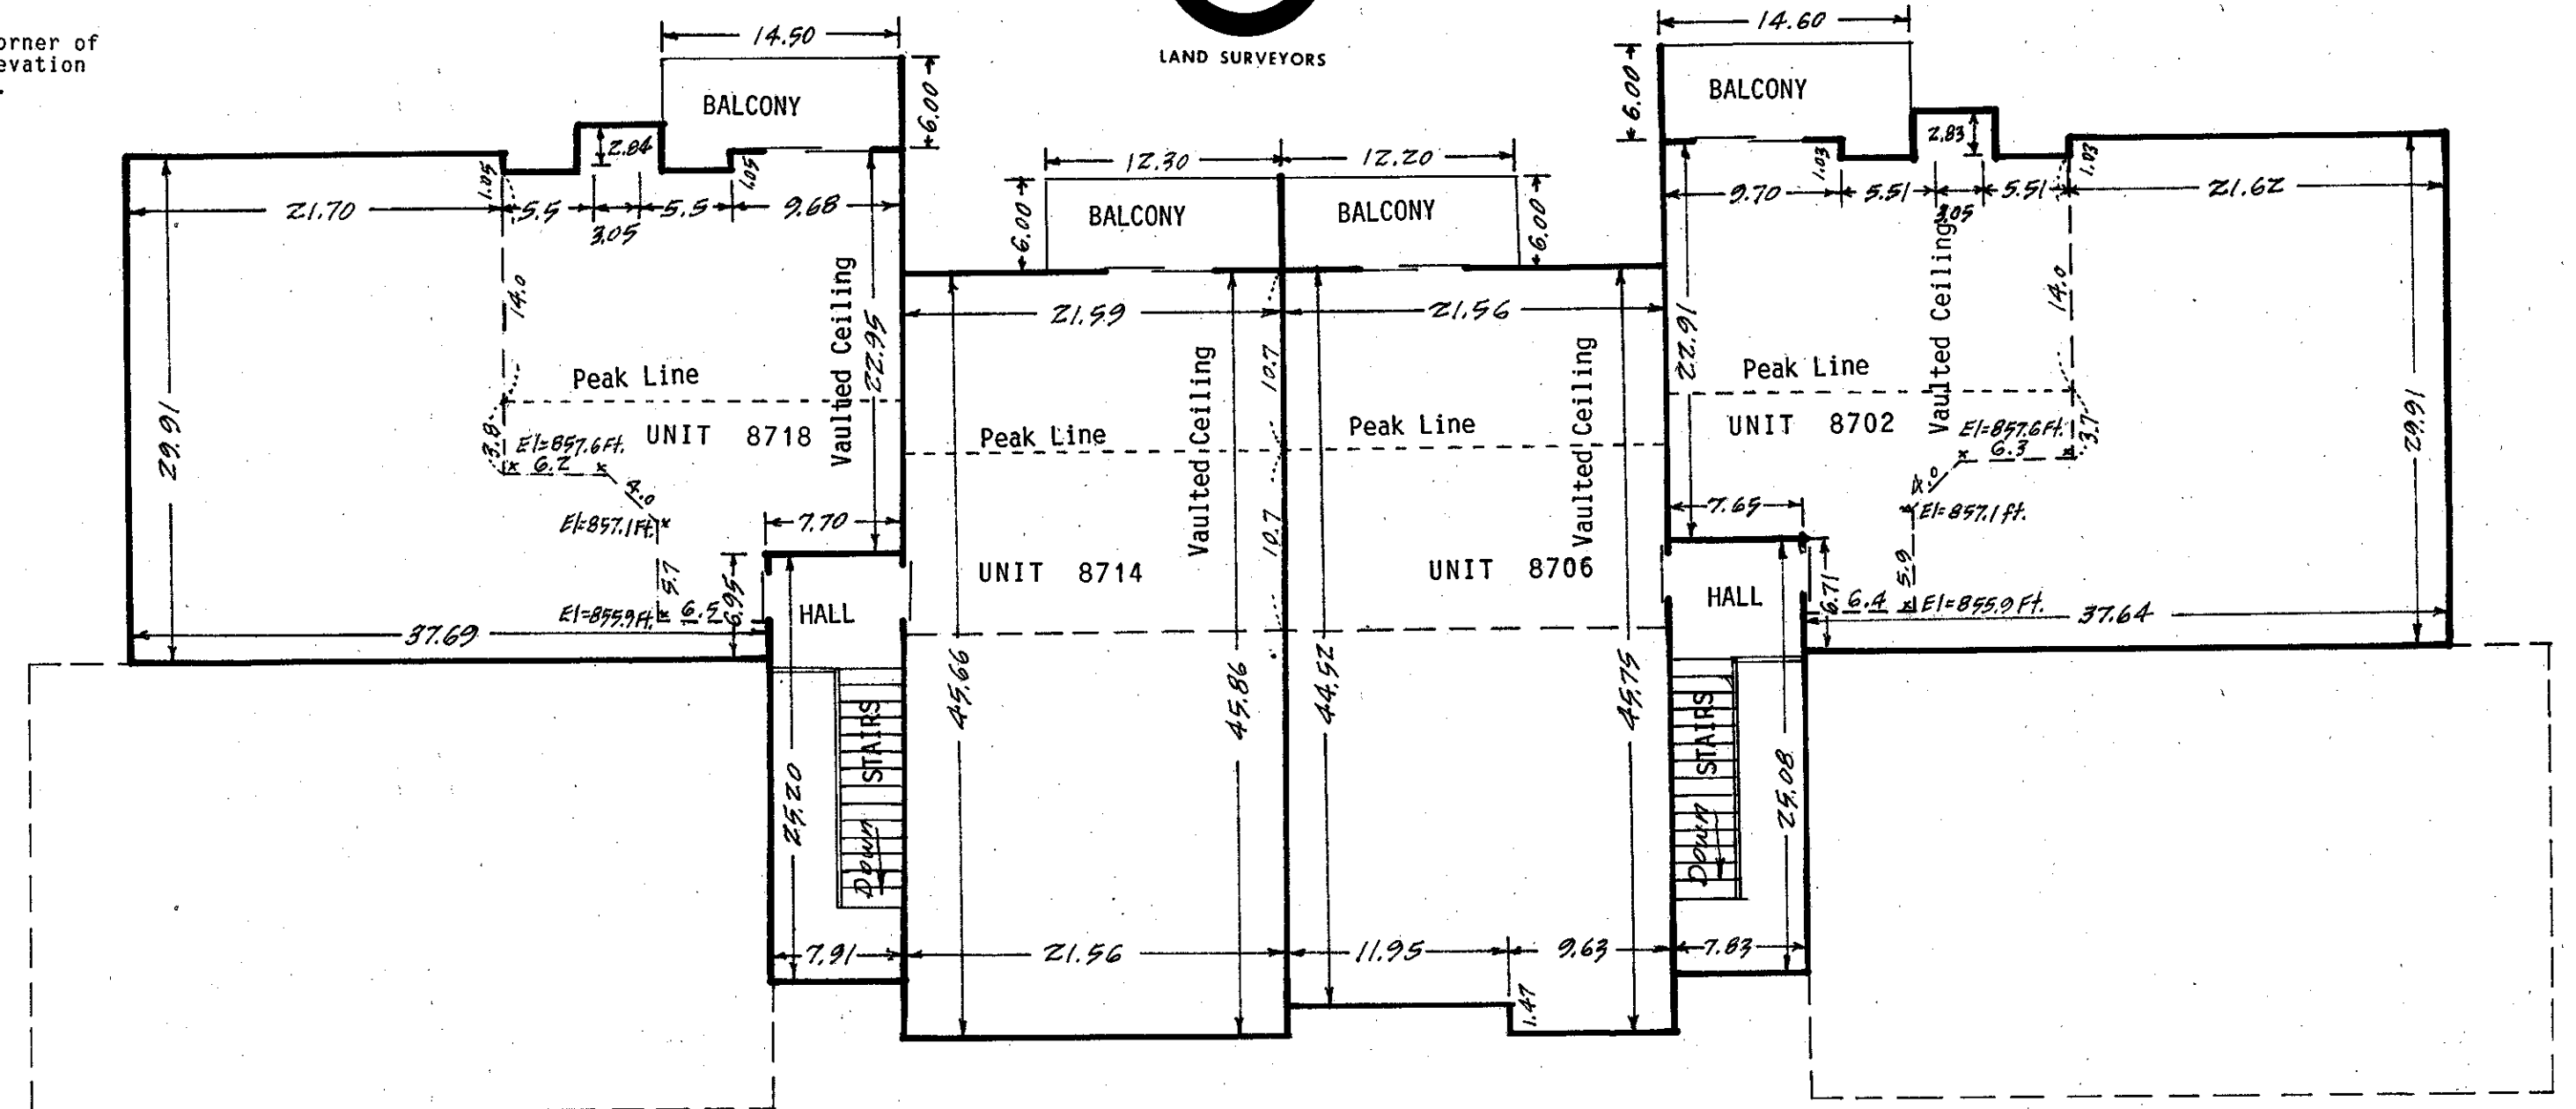 orner of
evation
LAND SURVEYORS
14.50
14.60
6.00
6.00
BALCONY
BALCONY
2.84
2.83
12.30
12.20
1.05
1.05
1.03
1.03
21.70
5.5
3.05
5.5
9.68
6.00
BALCONY
BALCONY
6.00
9.70
5.51
3.05
5.51
21.62
14.0
Vaulted Ceiling
22.95
21.59
21.56
22.91
Vaulted Ceiling
14.0
29.91
Peak Line
10.7
Peak Line
29.91
3.8
El=857.6Ft.
6.2
UNIT 8718
Peak Line
Vaulted Ceiling
Peak Line
Vaulted Ceiling
UNIT 8702
El=857.6Ft.
6.3
3.7
4.0
El=857.1Ft.
7.70
10.7
7.65
4.0
El=857.1ft.
5.7
6.95
HALL
UNIT 8714
UNIT 8706
HALL
6.71
5.9
El=855.9Ft.
6.5
6.4
El=855.9Ft.
37.69
37.64
45.66
45.86
44.52
45.75
STAIRS
Down
STAIRS
Down
25.20
25.08
7.91
21.56
11.95
9.63
7.83
1.47